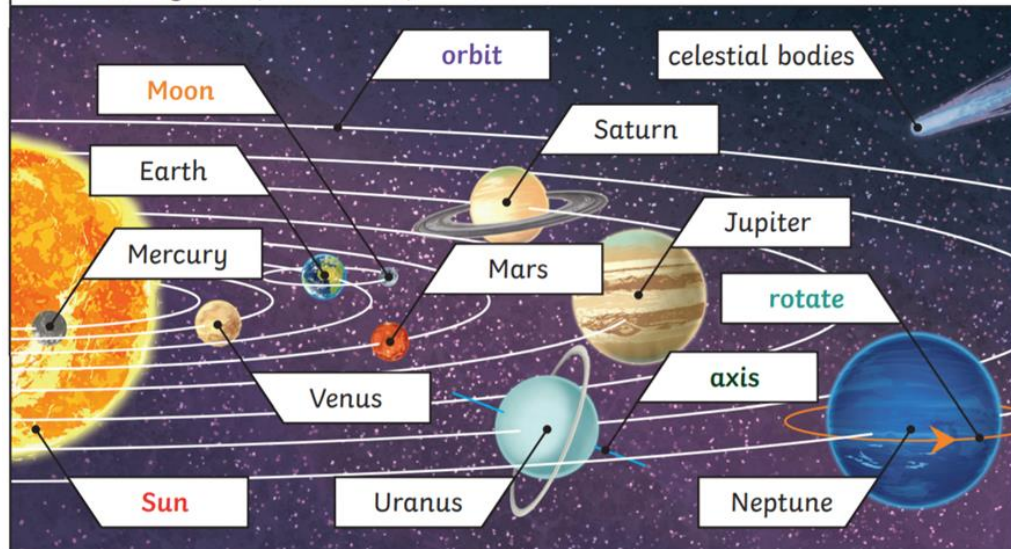 orbit
celestial bodies
Moon
Saturn
Earth
Jupiter
Mercury
Mars
rotate
axis
Venus
Sun
Uranus
Neptune